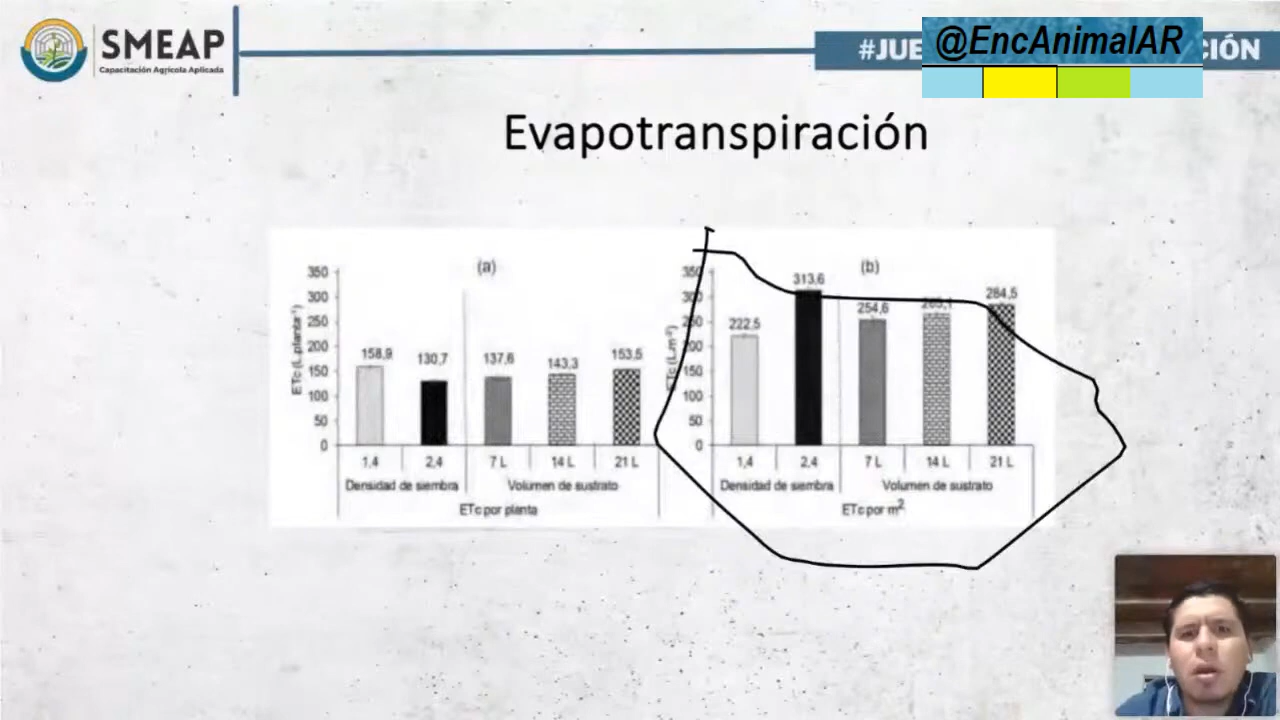 SMEAP
Capacitación Agrícola Aplicada
#JUE
@EncAnimalAR
CIÓN
Evapotranspiración
(a)
ETc (L.planta⁻¹)
350
300
250
200
150
100
50
0
158,9
130,7
137,6
143,3
153,5
1,4
2,4
7 L
14 L
21 L
Densidad de siembra
Volumen de sustrato
ETc por planta
(b)
350
300
250
200
150
100
50
0
222,5
313,6
254,6
284,5
1,4
2,4
7 L
14 L
21 L
Densidad de siembra
Volumen de sustrato
ETc por m²